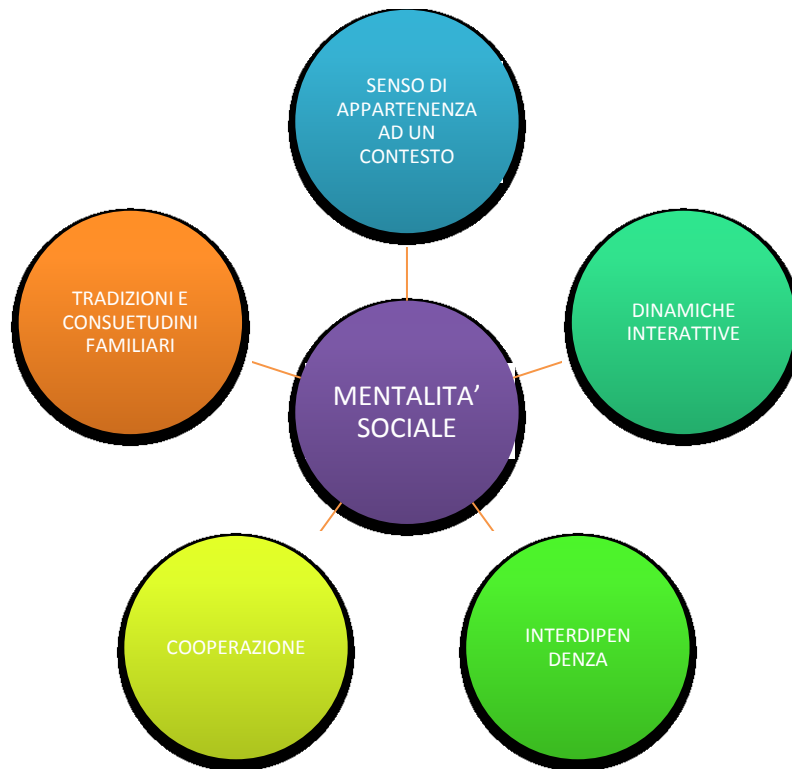 SENSO DI
APPARTENENZA
AD UN
CONTESTO
TRADIZIONI E
CONSUETUDINI
FAMILIARI
DINAMICHE
INTERATTIVE
MENTALITA’
SOCIALE
COOPERAZIONE
INTERDIPEN
DENZA